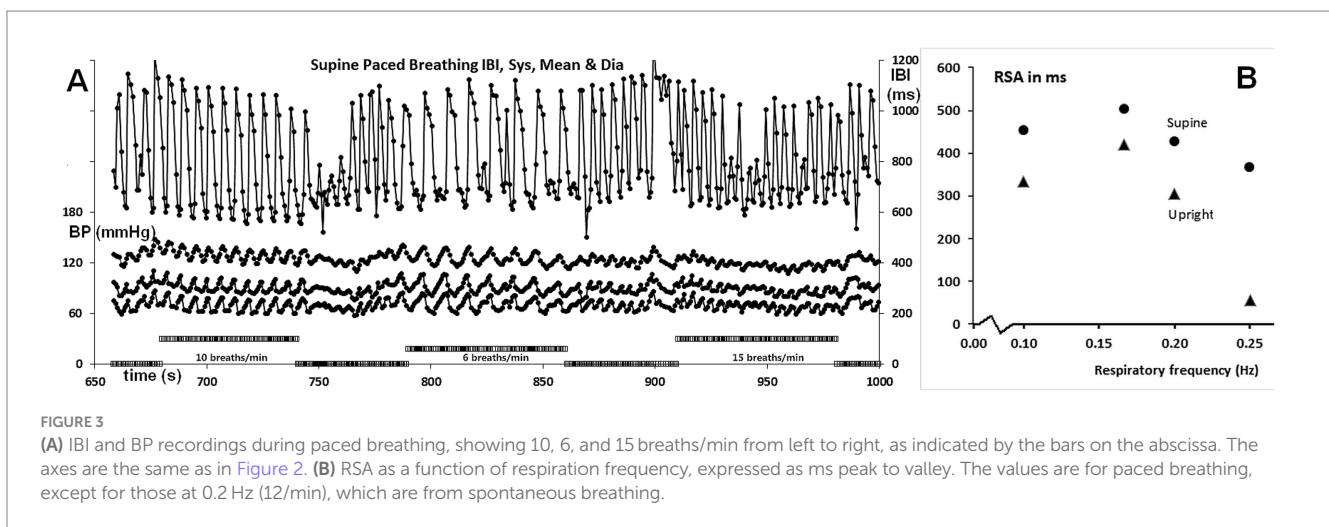 A
Supine Paced Breathing IBI, Sys, Mean & Dia
IBI
(ms)
1200
1000
800
600
400
200
0
180
BP (mmHg)
120
60
0
10 breaths/min
6 breaths/min
15 breaths/min
time (s)
650
700
750
800
850
900
950
1000
B
RSA in ms
600
500
400
300
200
100
0
Supine
Upright
0.00
0.10
0.15
0.20
0.25
Respiratory frequency (Hz)
FIGURE 3
(A) IBI and BP recordings during paced breathing, showing 10, 6, and 15 breaths/min from left to right, as indicated by the bars on the abscissa. The
axes are the same as in Figure 2. (B) RSA as a function of respiration frequency, expressed as ms peak to valley. The values are for paced breathing,
except for those at 0.2 Hz (12/min), which are from spontaneous breathing.